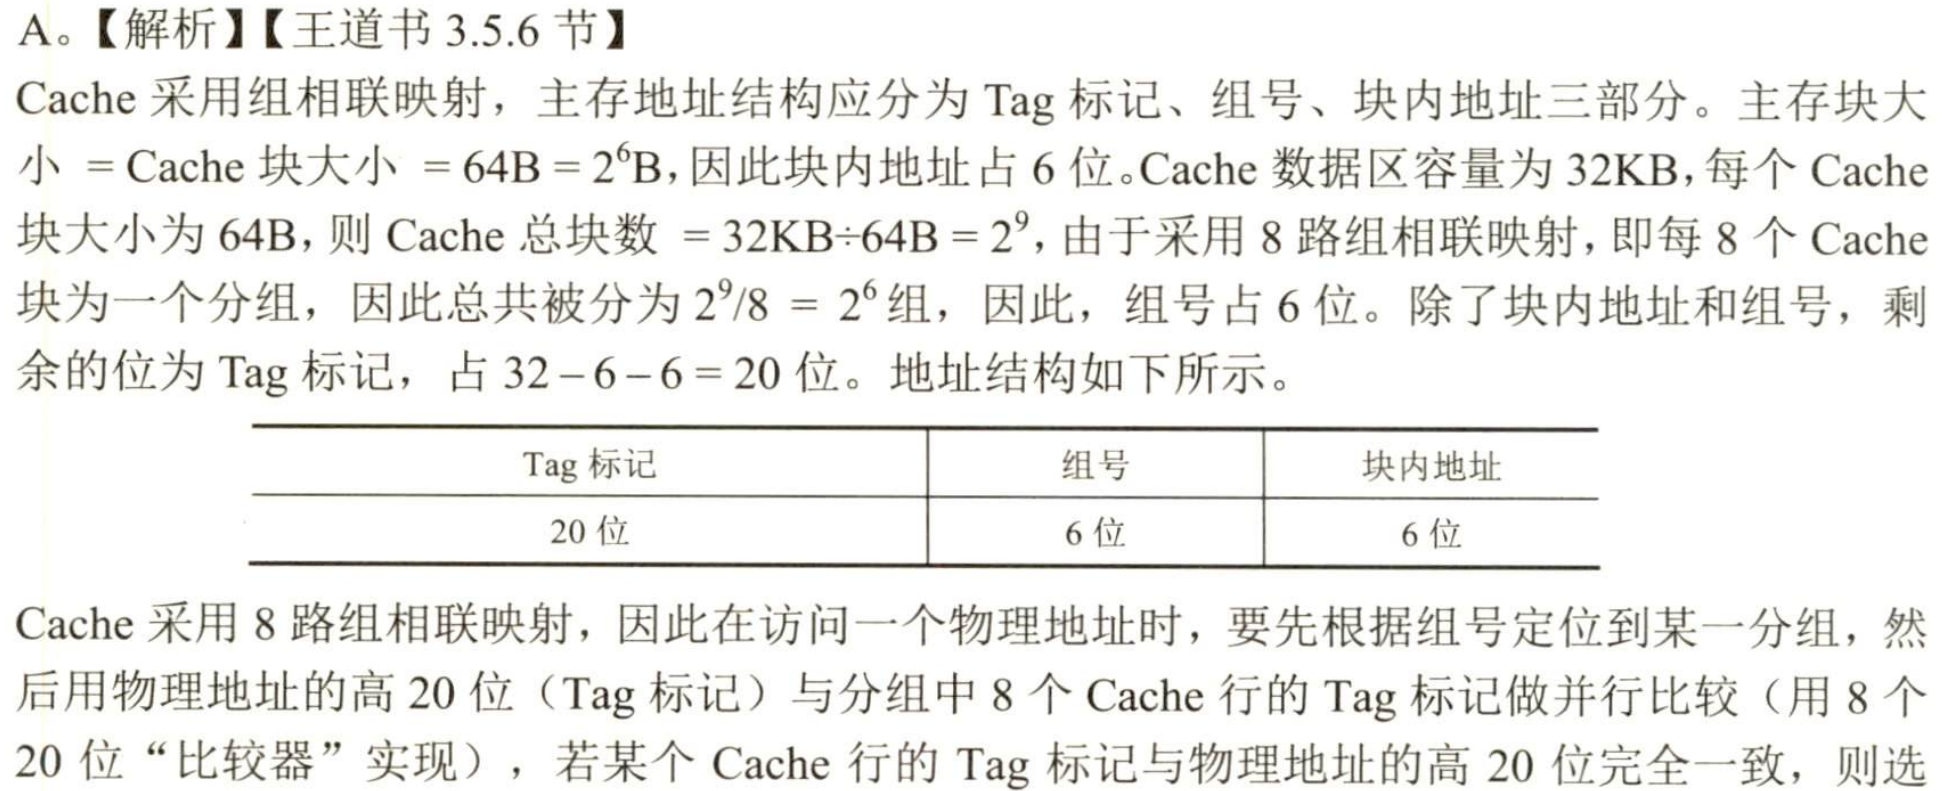 A。【解析】【王道书 3.5.6 节】
Cache 采用组相联映射，主存地址结构应分为 Tag 标记、组号、块内地址三部分。主存块大
小 = Cache 块大小 = 64B = 2⁶B，因此块内地址占 6 位。Cache 数据区容量为 32KB，每个 Cache
块大小为 64B，则 Cache 总块数 = 32KB÷64B = 2⁹，由于采用 8 路组相联映射，即每 8 个 Cache
块为一个分组，因此总共被分为 2⁹/8 = 2⁶ 组，因此，组号占 6 位。除了块内地址和组号，剩
余的位为 Tag 标记，占 32 – 6 – 6 = 20 位。地址结构如下所示。
Tag 标记 组号 块内地址
20 位 6 位 6 位
Cache 采用 8 路组相联映射，因此在访问一个物理地址时，要先根据组号定位到某一分组，然
后用物理地址的高 20 位（Tag 标记）与分组中 8 个 Cache 行的 Tag 标记做并行比较（用 8 个
20 位“比较器”实现），若某个 Cache 行的 Tag 标记与物理地址的高 20 位完全一致，则选